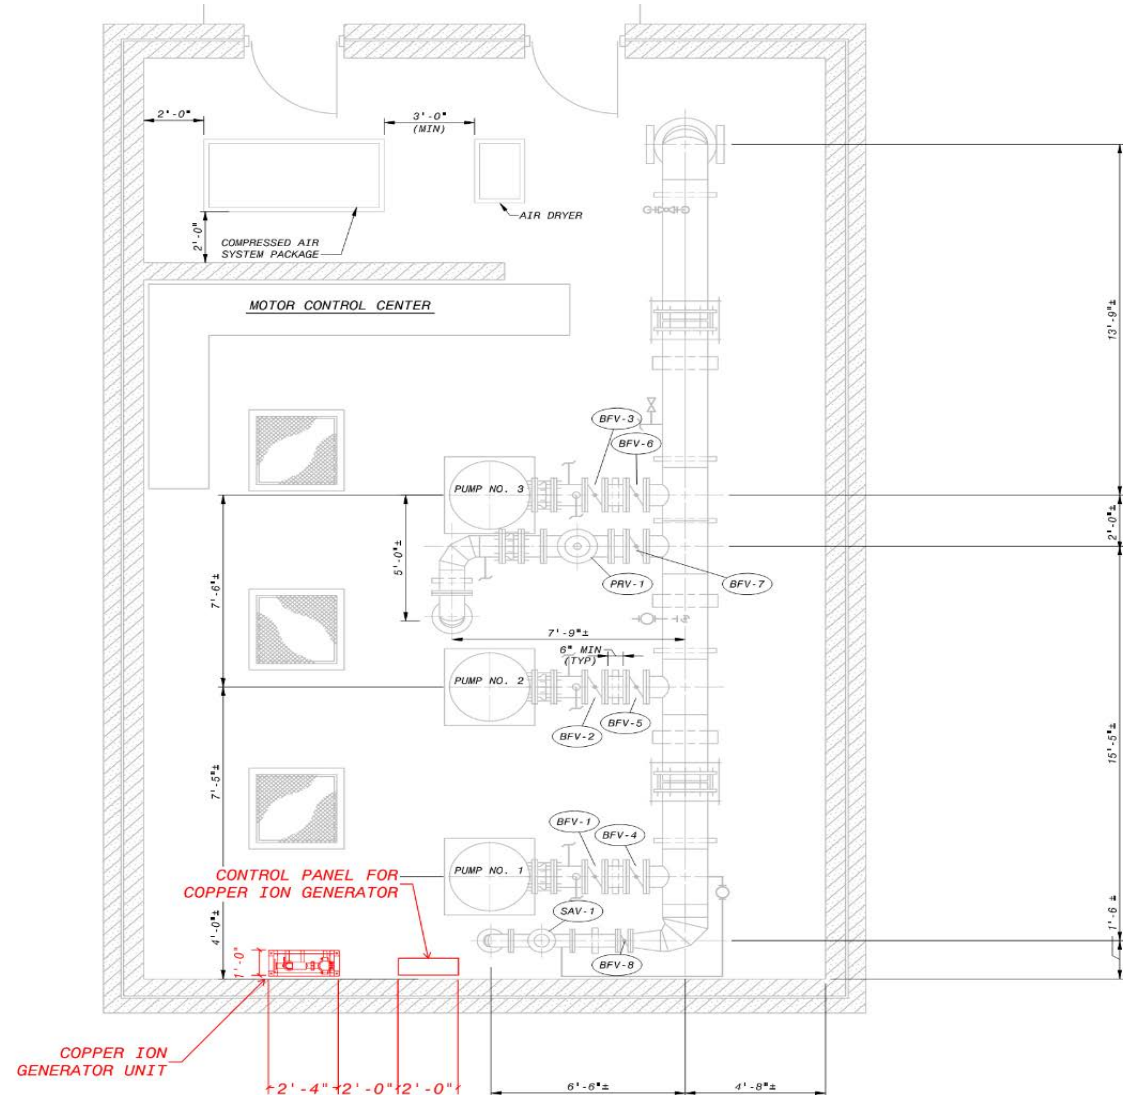 2'-0"
3'-0"
(MIN)
AIR DRYER
2'-0"
COMPRESSED AIR
SYSTEM PACKAGE
MOTOR CONTROL CENTER
13'-9"±
BFV-3
BFV-6
PUMP NO. 3
2'-0"±
5'-0"±
7'-6"±
PRV-1
BFV-7
7'-9"±
6" MIN
(TYP)
PUMP NO. 2
BFV-5
BFV-2
15'-5"±
7'-5"±
BFV-1
BFV-4
PUMP NO. 1
CONTROL PANEL FOR
COPPER ION GENERATOR
SAV-1
4'-0"±
1'-6 ±
1'-0"
BFV-8
COPPER ION
GENERATOR UNIT
2'-4"
2'-0"
2'-0"
6'-6"±
4'-8"±